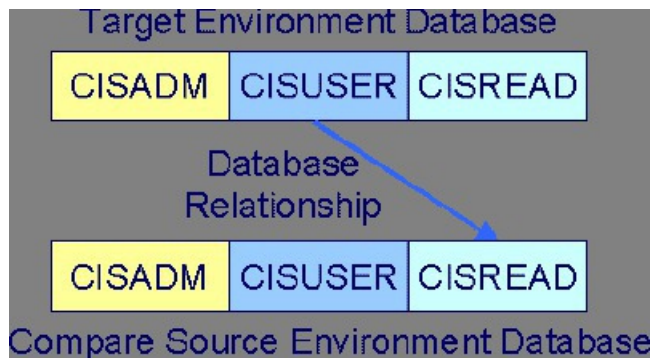 Target Environment Database
CISADM CISUSER CISREAD
Database
Relationship
CISADM CISUSER CISREAD
Compare Source Environment Database